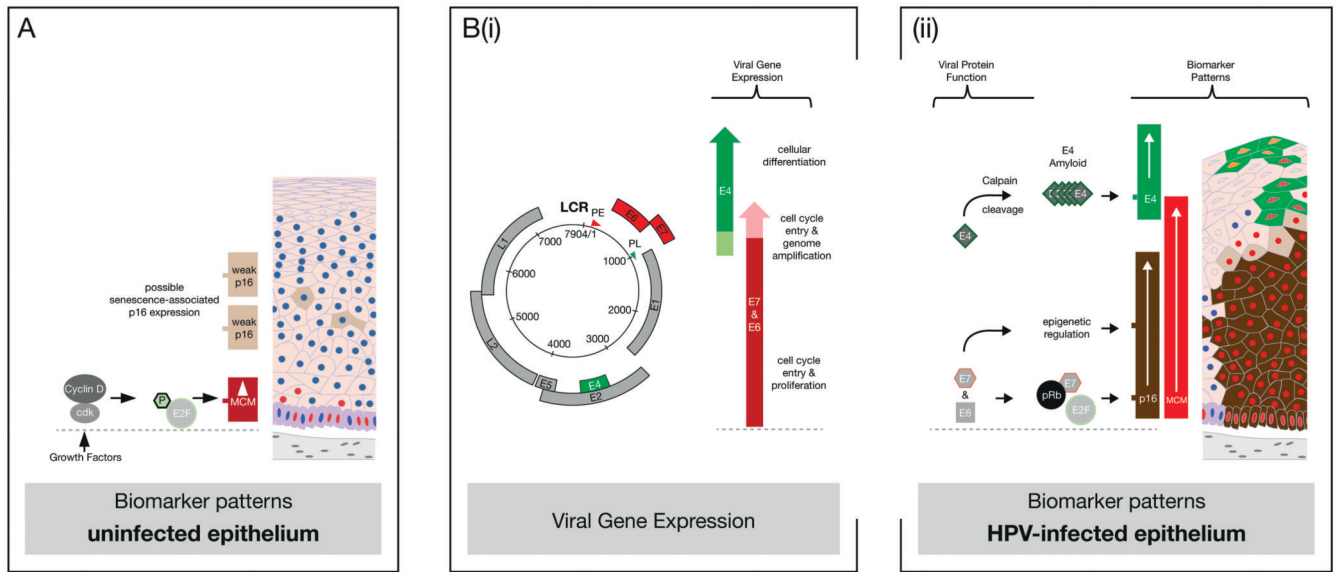 A
possible
senescence-associated
p16 expression
weak
p16
weak
p16
Cyclin D
cdk
P
E2F
MCM
Growth Factors
Biomarker patterns
uninfected epithelium
B(i)
Viral Gene
Expression
E4
E7
&
E6
cellular
differentiation
cell cycle
entry &
genome
amplification
cell cycle
entry &
proliferation
LCR
PE
PL
7904/1
1000
2000
3000
4000
5000
6000
7000
E6
E7
E1
E2
E4
E5
L2
L1
Viral Gene Expression
(ii)
Viral Protein
Function
Biomarker
Patterns
E4
Amyloid
Calpain
cleavage
E4
E4
E4
epigenetic
regulation
E7
&
E6
pRb
E7
E2F
p16
MCM
Biomarker patterns
HPV-infected epithelium